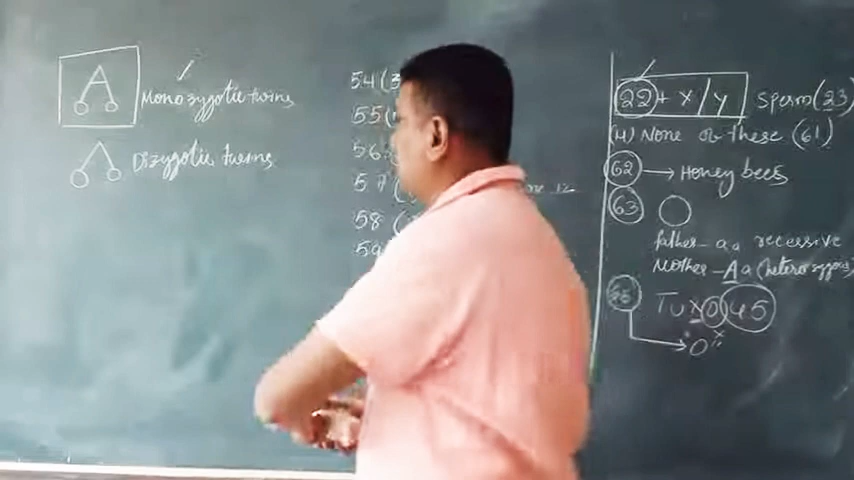 Monozygotic twins
Dizygotic twins
54 (3
55 (
56
57 (
58 (
59
22 + X / Y Sperm (23)
(4) None of these (61)
62 → Honey bees
63
father - aa recessive
Mother - Aa (heterozygous)
Tu x 0 45
0